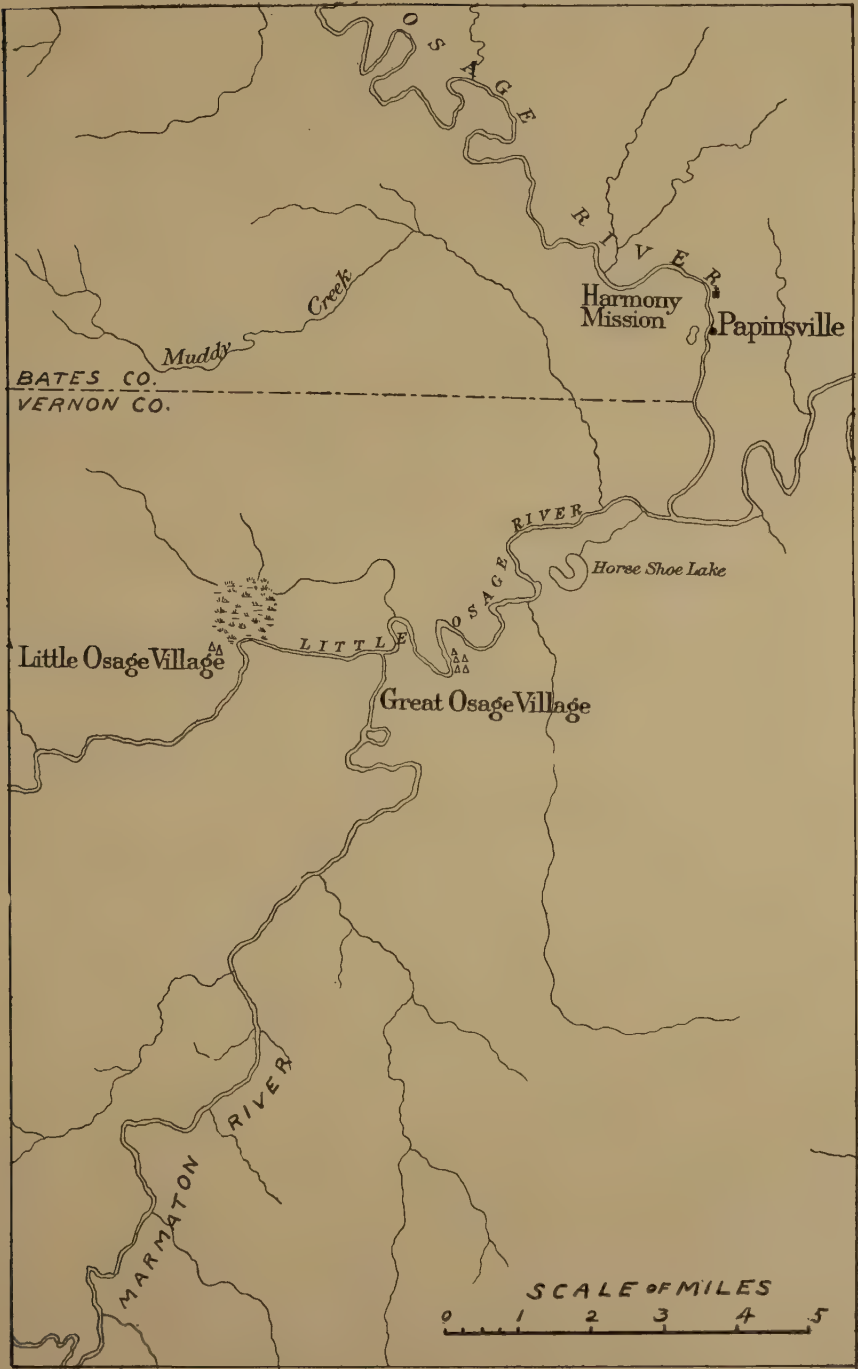 OSAGE RIVER
Harmony
Mission
Papinsville
Muddy Creek
BATES CO.
VERNON CO.
LITTLE OSAGE RIVER
Horse Shoe Lake
Little Osage Village
Great Osage Village
MARMATON RIVER
SCALE OF MILES
0 1 2 3 4 5